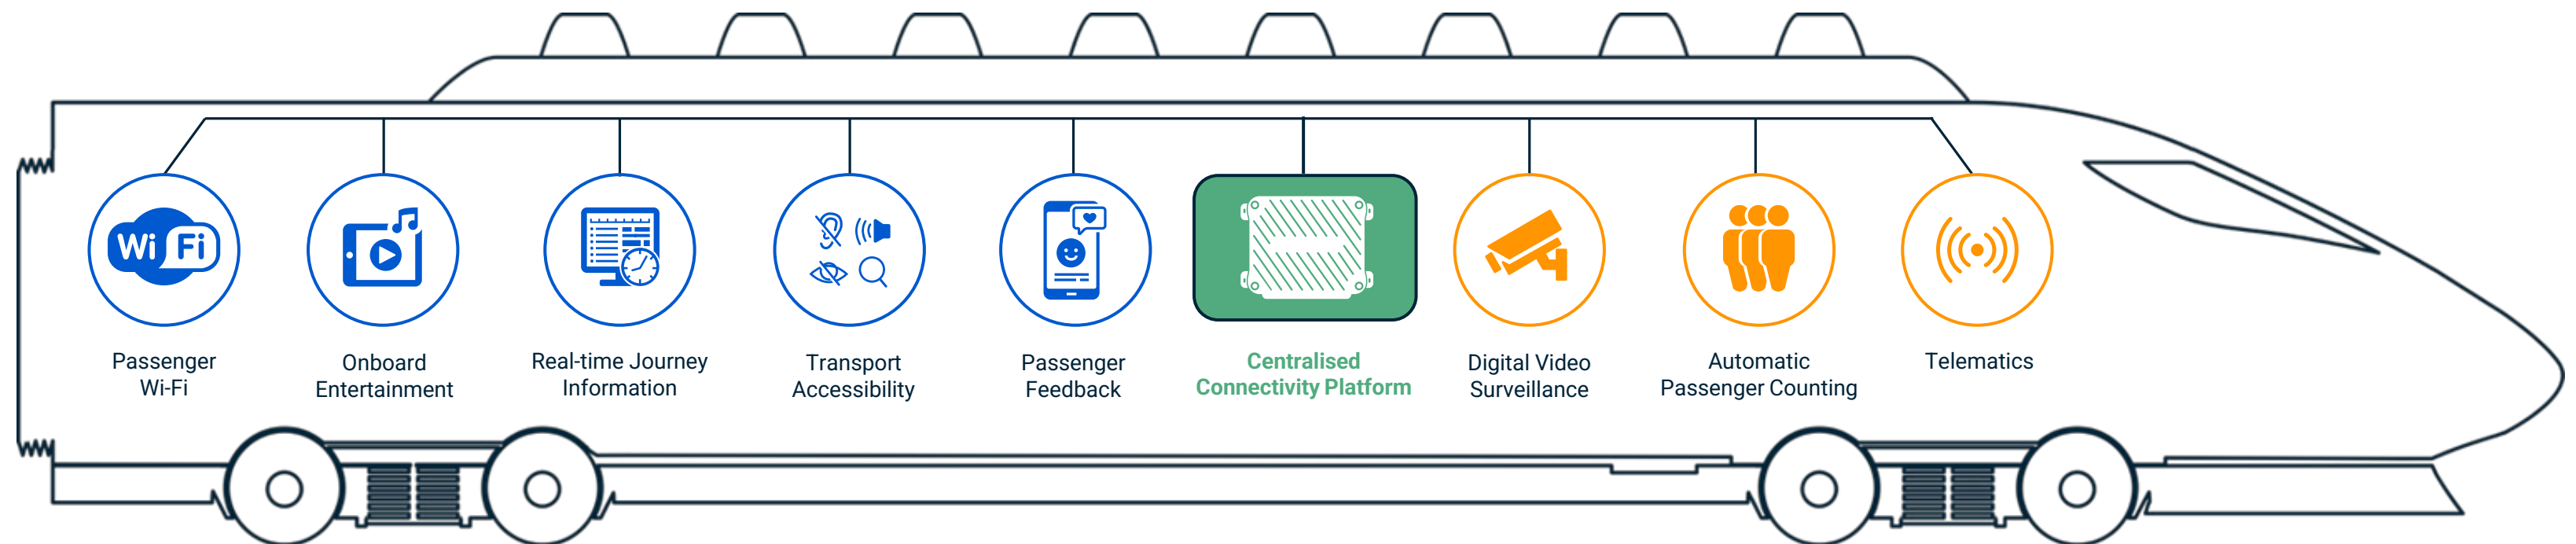 Wi Fi
Passenger
Wi-Fi
Onboard
Entertainment
Real-time Journey
Information
Transport
Accessibility
Passenger
Feedback
Centralised
Connectivity Platform
Digital Video
Surveillance
Automatic
Passenger Counting
Telematics